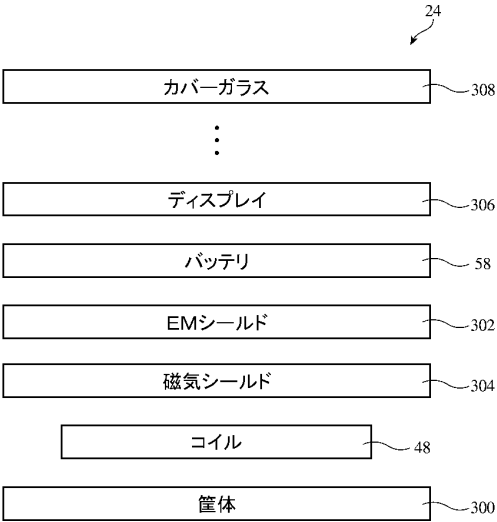 24
カバーガラス 308
ディスプレイ 306
バッテリ 58
EMシールド 302
磁気シールド 304
コイル 48
筐体 300